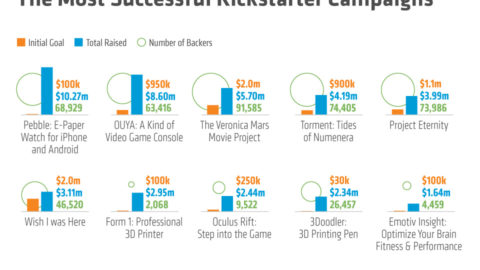 The Most Successful Kickstarter Campaigns
Initial Goal Total Raised Number of Backers
$100k
$10.27m
68,929
Pebble: E-Paper
Watch for iPhone
and Android
$950k
$8.60m
63,416
OUYA: A Kind of
Video Game Console
$2.0m
$5.70m
91,585
The Veronica Mars
Movie Project
$900k
$4.19m
74,405
Torment: Tides
of Numenera
$1.1m
$3.99m
73,986
Project Eternity
$2.0m
$3.11m
46,520
Wish I was Here
$100k
$2.95m
2,068
Form 1: Professional
3D Printer
$250k
$2.44m
9,522
Oculus Rift:
Step into the Game
$30k
$2.34m
26,457
3Doodler:
3D Printing Pen
$100k
$1.64m
4,459
Emotiv Insight:
Optimize Your Brain
Fitness & Performance